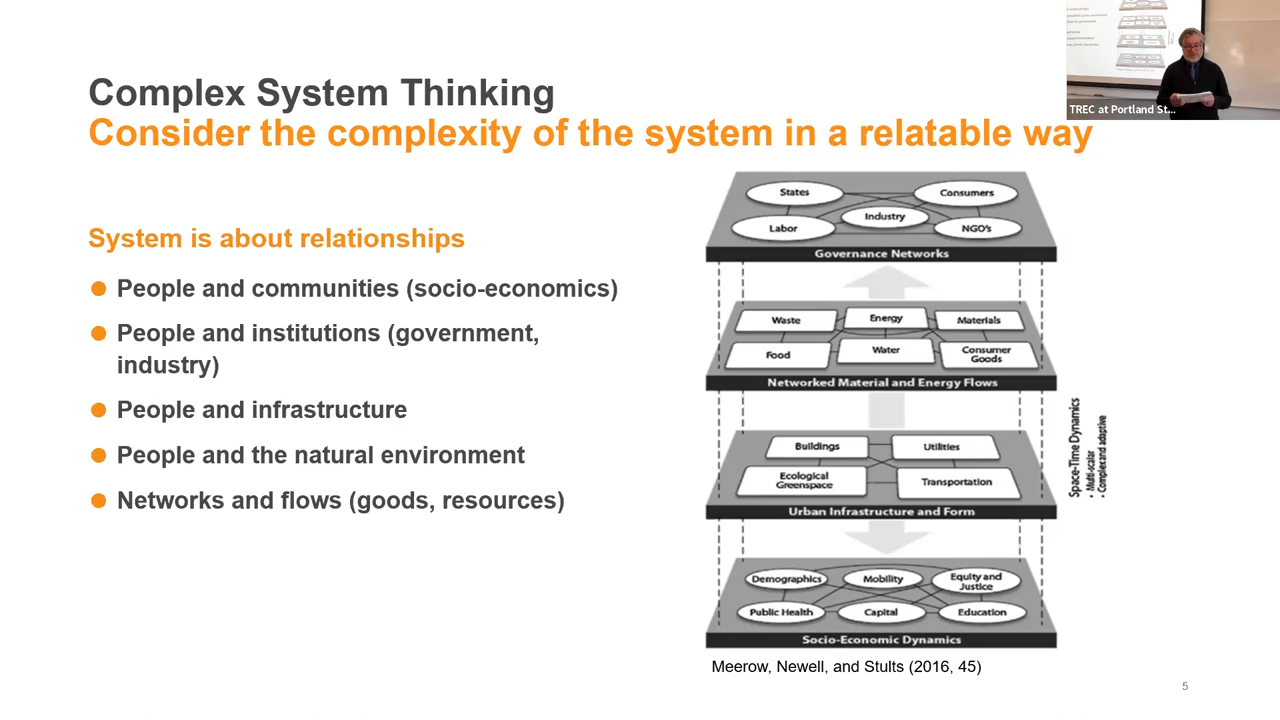 Complex System Thinking
Consider the complexity of the system in a relatable way
TREC at Portland St...
System is about relationships
People and communities (socio-economics)
People and institutions (government,
industry)
People and infrastructure
People and the natural environment
Networks and flows (goods, resources)
States
Consumers
Industry
Labor
NGO's
Governance Networks
Waste
Energy
Materials
Food
Water
Consumer
Goods
Networked Material and Energy Flows
Buildings
Utilities
Ecological
Greenspace
Transportation
Urban Infrastructure and Form
Demographics
Mobility
Equity and
Justice
Public Health
Capital
Education
Socio-Economic Dynamics
Space-Time Dynamics
• Multi-scalar
• Complex and adaptive
Meerow, Newell, and Stults (2016, 45)
5